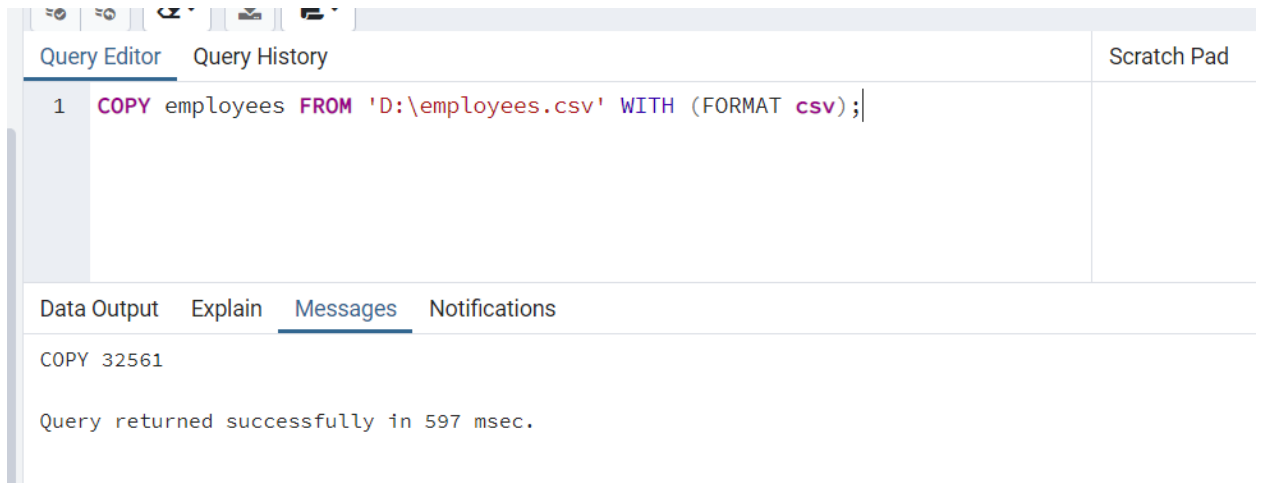 Query Editor Query History Scratch Pad
1 COPY employees FROM 'D:\employees.csv' WITH (FORMAT csv);
Data Output Explain Messages Notifications
COPY 32561
Query returned successfully in 597 msec.